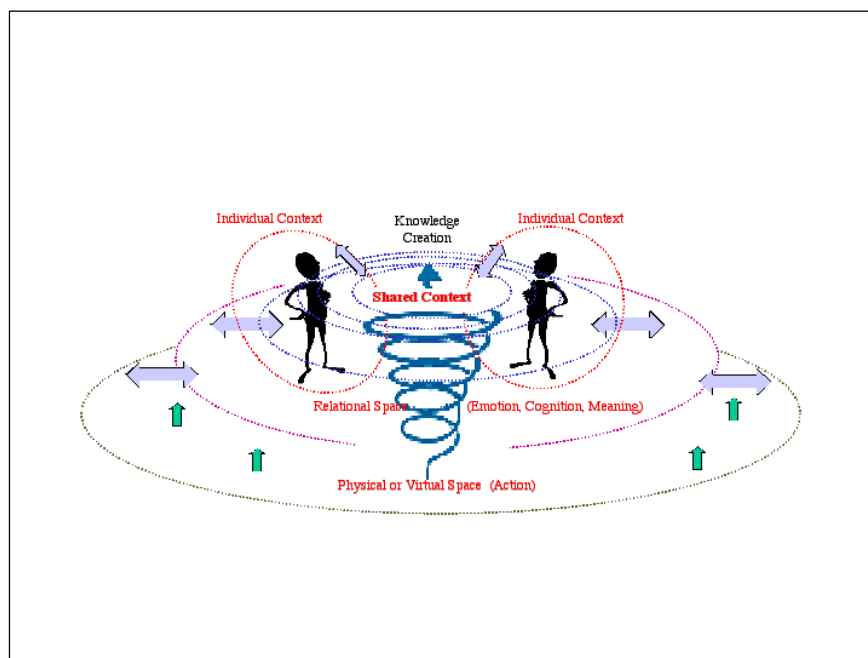 Individual Context
Knowledge
Creation
Individual Context
Shared Context
Relational Space
(Emotion, Cognition, Meaning)
Physical or Virtual Space (Action)